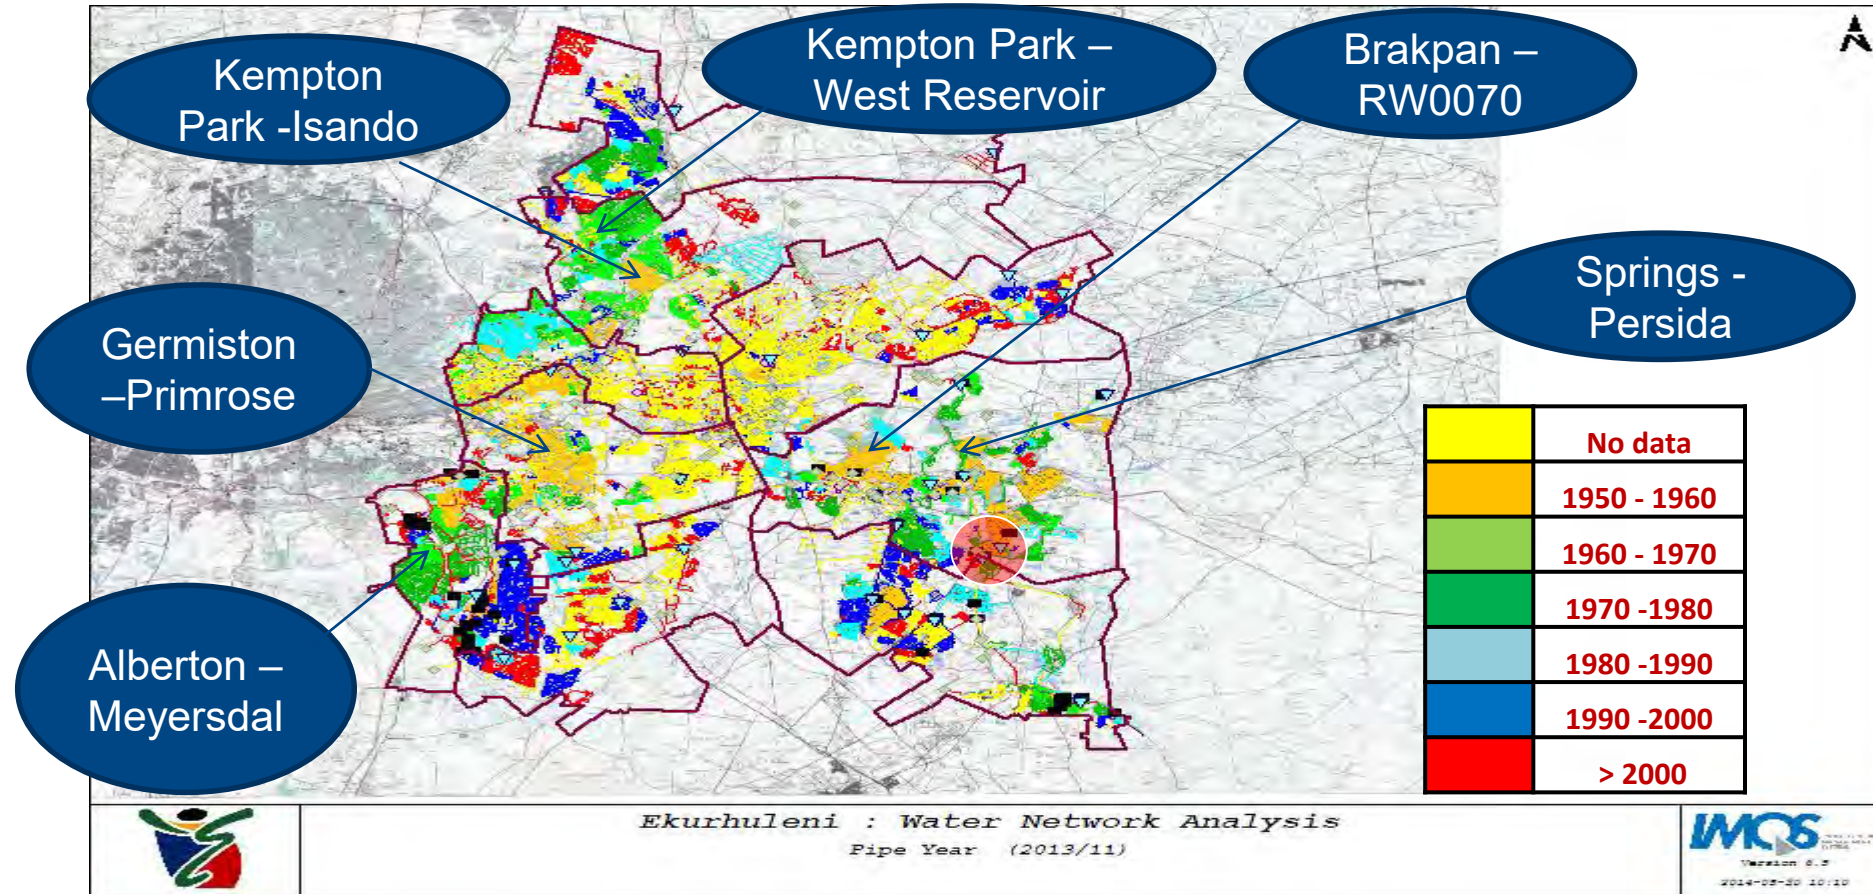 Kempton
Park -Isando
Kempton Park –
West Reservoir
Brakpan –
RW0070
Springs -
Persida
Germiston
–Primrose
Alberton –
Meyersdal
No data
1950 - 1960
1960 - 1970
1970 -1980
1980 -1990
1990 -2000
> 2000
Ekurhuleni : Water Network Analysis
Pipe Year (2013/11)
IMQS